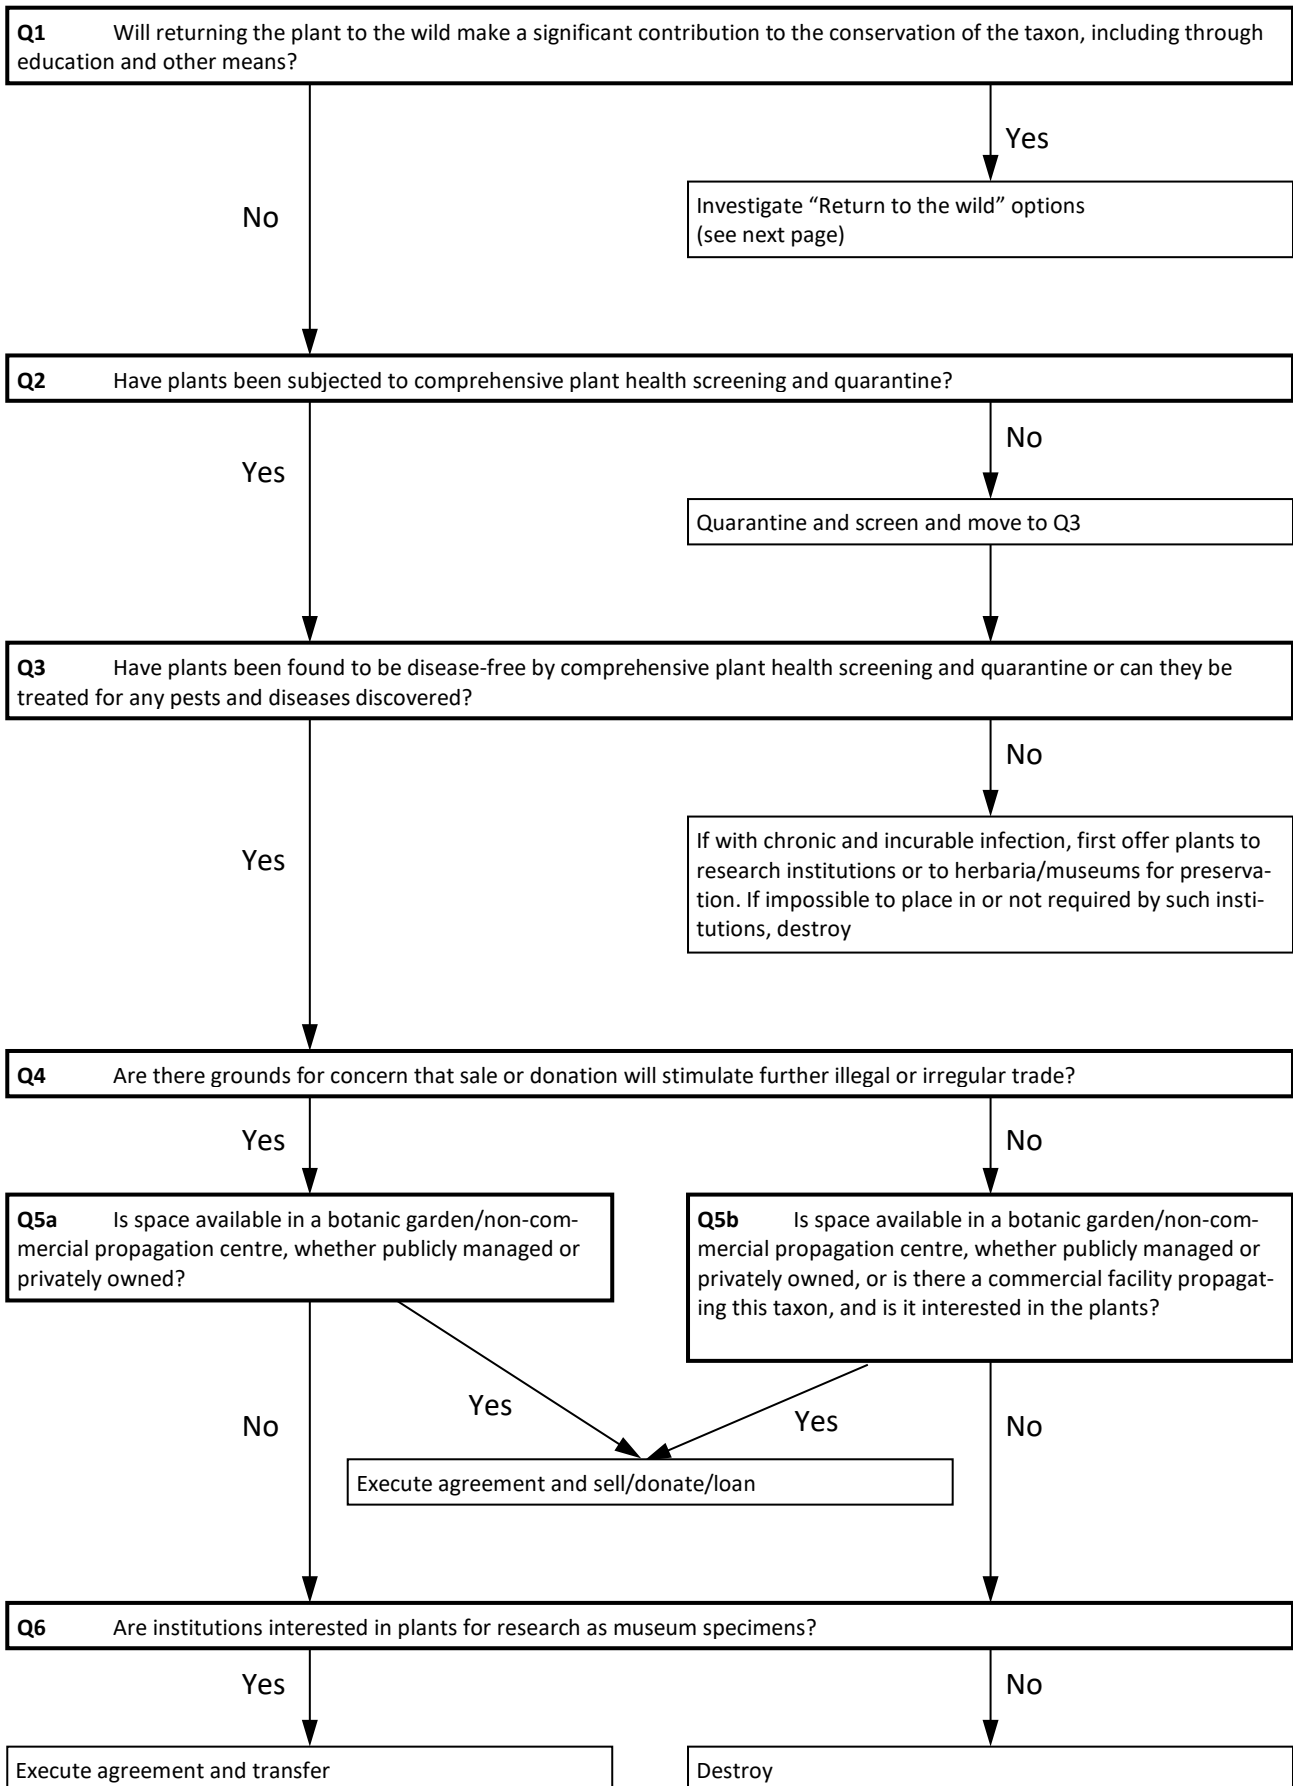 Q1 Will returning the plant to the wild make a significant contribution to the conservation of the taxon, including through
education and other means?
Yes
No
Investigate “Return to the wild” options
(see next page)
Q2 Have plants been subjected to comprehensive plant health screening and quarantine?
No
Yes
Quarantine and screen and move to Q3
Q3 Have plants been found to be disease-free by comprehensive plant health screening and quarantine or can they be
treated for any pests and diseases discovered?
No
Yes
If with chronic and incurable infection, first offer plants to
research institutions or to herbaria/museums for preserva-
tion. If impossible to place in or not required by such insti-
tutions, destroy
Q4 Are there grounds for concern that sale or donation will stimulate further illegal or irregular trade?
Yes
No
Q5a Is space available in a botanic garden/non-com-
mercial propagation centre, whether publicly managed or
privately owned?
Q5b Is space available in a botanic garden/non-com-
mercial propagation centre, whether publicly managed or
privately owned, or is there a commercial facility propagat-
ing this taxon, and is it interested in the plants?
No
Yes
Yes
No
Execute agreement and sell/donate/loan
Q6 Are institutions interested in plants for research as museum specimens?
Yes
No
Execute agreement and transfer
Destroy